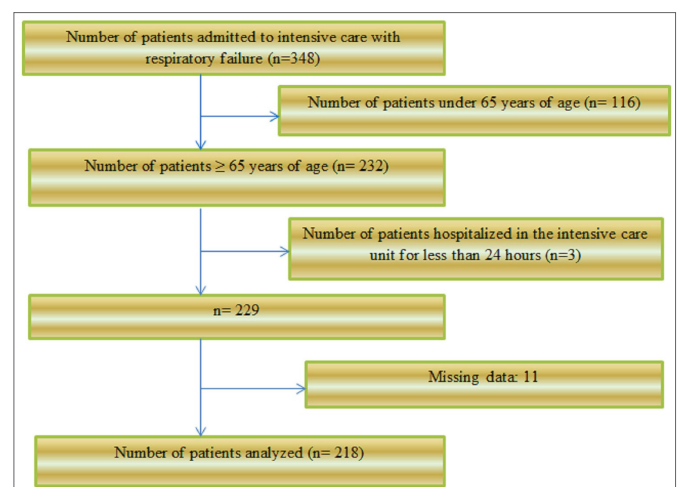 Number of patients admitted to intensive care with
respiratory failure (n=348)
Number of patients under 65 years of age (n= 116)
Number of patients ≥ 65 years of age (n= 232)
Number of patients hospitalized in the intensive care
unit for less than 24 hours (n=3)
n= 229
Missing data: 11
Number of patients analyzed (n= 218)